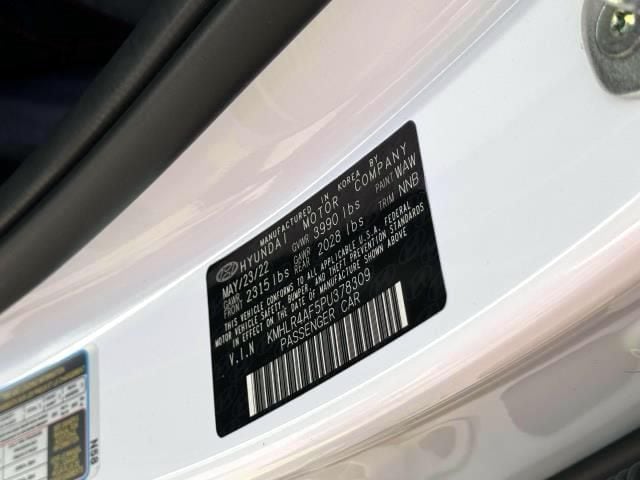 MANUFACTURED IN KOREA BY
HYUNDAI MOTOR COMPANY
MAY/23/22 GVWR 3990 lbs PAINT WAW
GAWR FRONT 2315 lbs GAWR REAR 2028 lbs TRIM NNB
THIS VEHICLE CONFORMS TO ALL APPLICABLE U.S.A. FEDERAL
MOTOR VEHICLE SAFETY, BUMPER, AND THEFT PREVENTION STANDARDS
IN EFFECT ON THE DATE OF MANUFACTURE SHOWN ABOVE
V.I.N KMHLR4AF5PU378309
PASSENGER CAR